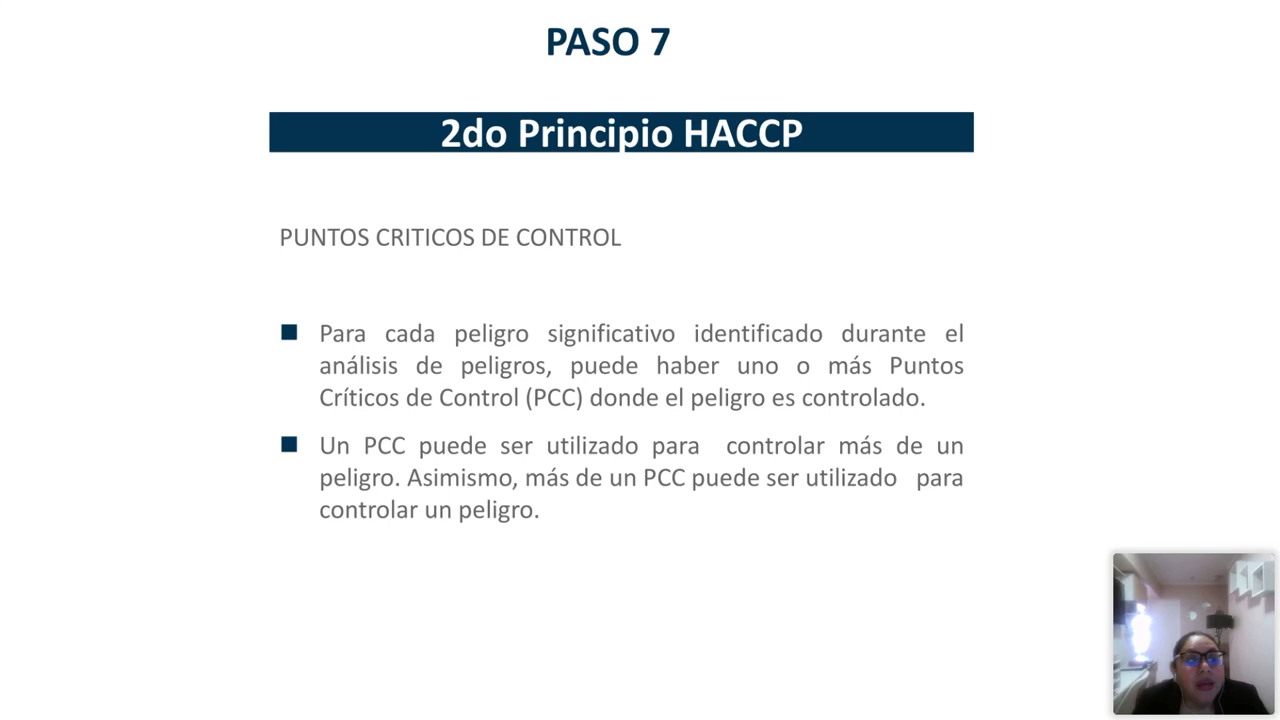 PASO 7
2do Principio HACCP
PUNTOS CRITICOS DE CONTROL
Para cada peligro significativo identificado durante el
análisis de peligros, puede haber uno o más Puntos
Críticos de Control (PCC) donde el peligro es controlado.
Un PCC puede ser utilizado para controlar más de un
peligro. Asimismo, más de un PCC puede ser utilizado para
controlar un peligro.